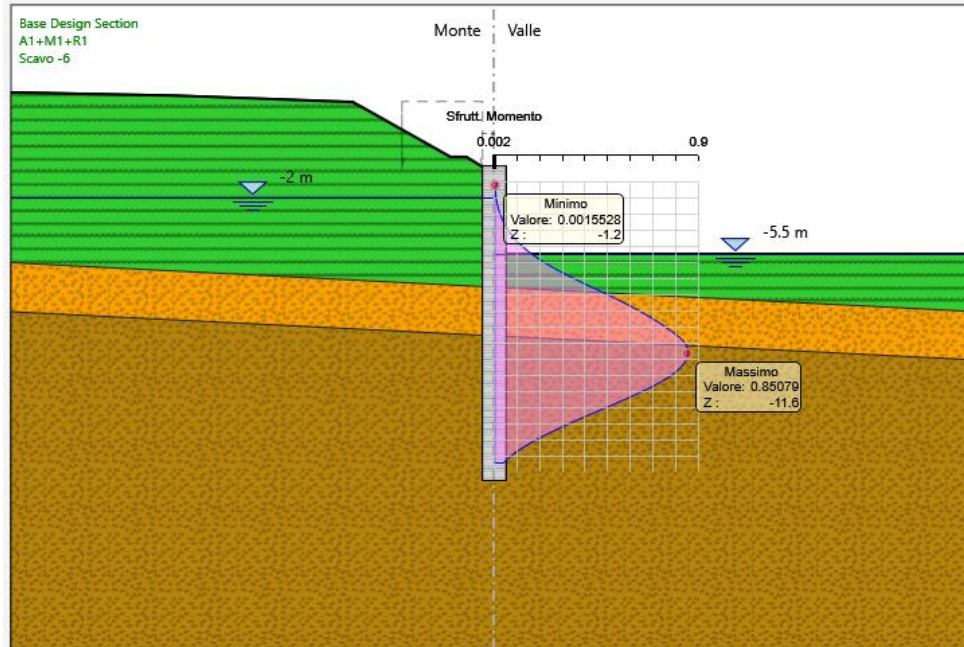 Base Design Section
A1+M1+R1
Scavo -6
Monte
Valle
Sfrutt. Momento
0.002
0.9
-2 m
Minimo
Valore: 0.0015528
Z : -1.2
-5.5 m
Massimo
Valore: 0.85079
Z : -11.6